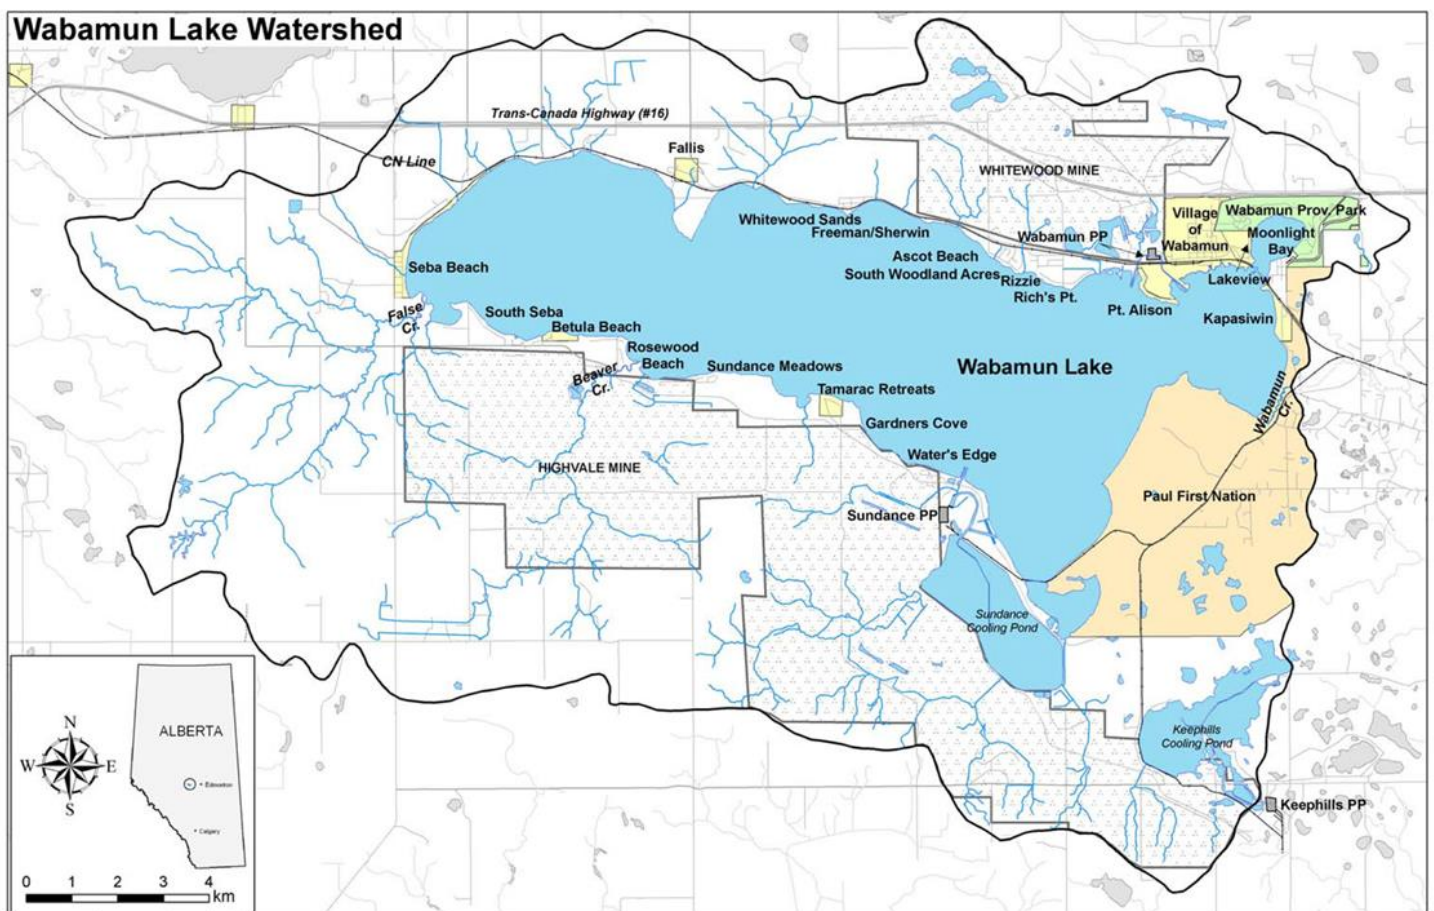 Wabamun Lake Watershed
Trans-Canada Highway (#16)
CN Line
Fallis
WHITEWOOD MINE
Whitewood Sands
Freeman/Sherwin
Village
of
Wabamun
Wabamun Prov. Park
Moonlight
Bay
Wabamun PP
Ascot Beach
South Woodland Acres
Rizzie
Rich's Pt.
Lakeview
Pt. Alison
Kapasiwin
Seba Beach
False
Cr.
South Seba
Betula Beach
Rosewood
Beach
Beaver
Cr.
Sundance Meadows
Wabamun Lake
Tamarac Retreats
Wabamun
Cr.
Gardners Cove
Water's Edge
HIGHVALE MINE
Paul First Nation
Sundance PP
Sundance
Cooling Pond
Keephills
Cooling Pond
Keephills PP
N
W
E
S
ALBERTA
Edmonton
Calgary
0 1 2 3 4
km